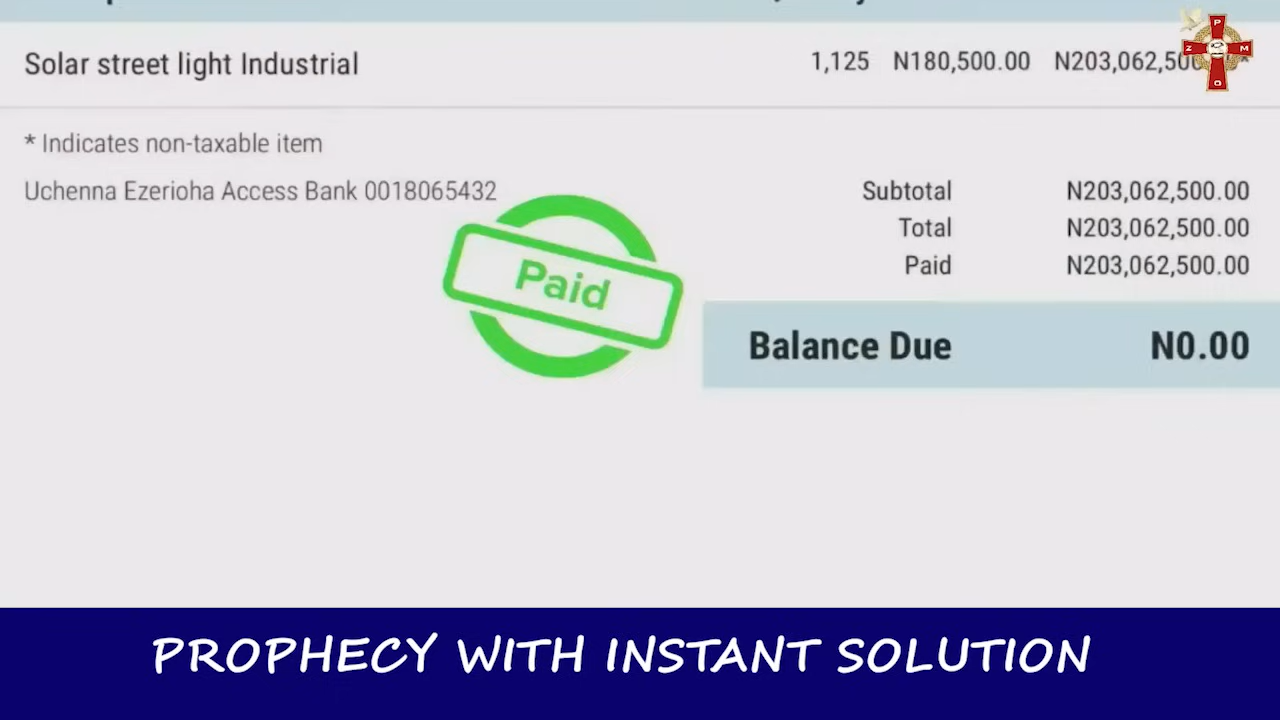 Solar street light Industrial 1,125 N180,500.00
* Indicates non-taxable item
Uchenna Ezerioha Access Bank 0018065432
Subtotal N203,062,500.00
Total N203,062,500.00
Paid N203,062,500.00
Paid
Balance Due N0.00
PROPHECY WITH INSTANT SOLUTION
P
Z M
O